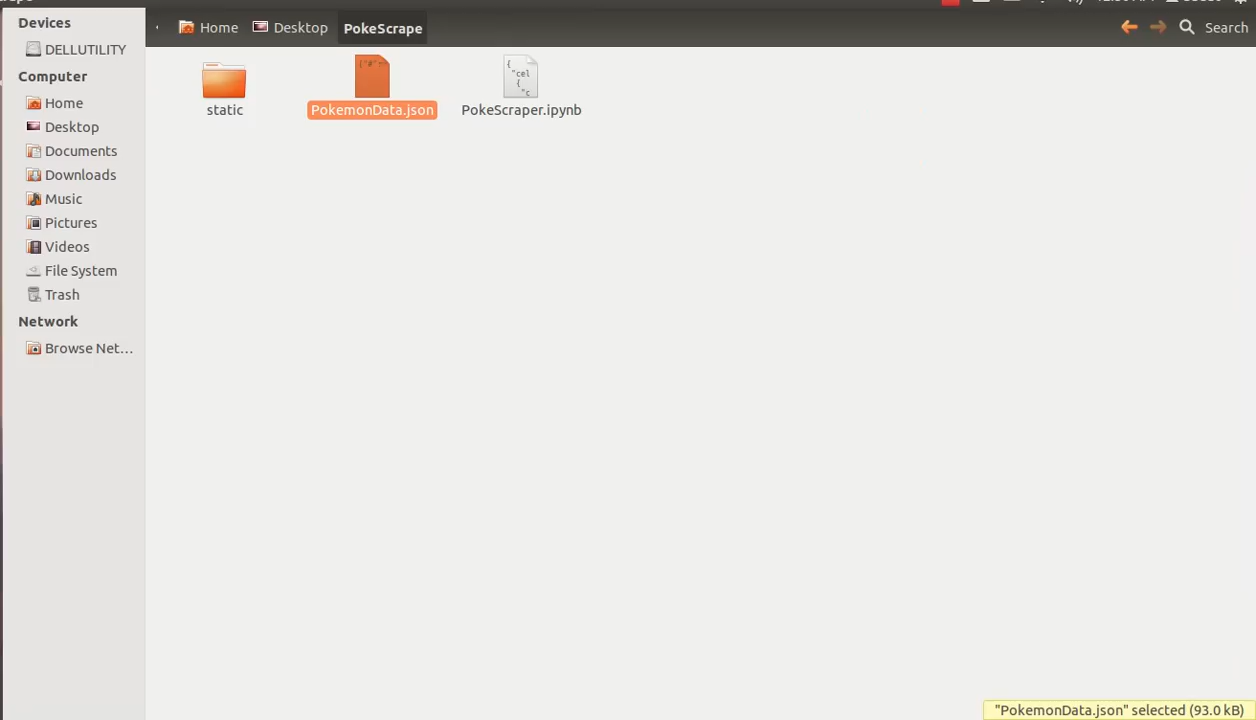 Devices
DELLUTILITY
Computer
Home
Desktop
Documents
Downloads
Music
Pictures
Videos
File System
Trash
Network
Browse Net…
Home
Desktop
PokeScrape
Search
static
PokemonData.json
{
"cel
{
"c
PokeScraper.ipynb
"PokemonData.json" selected (93.0 kB)